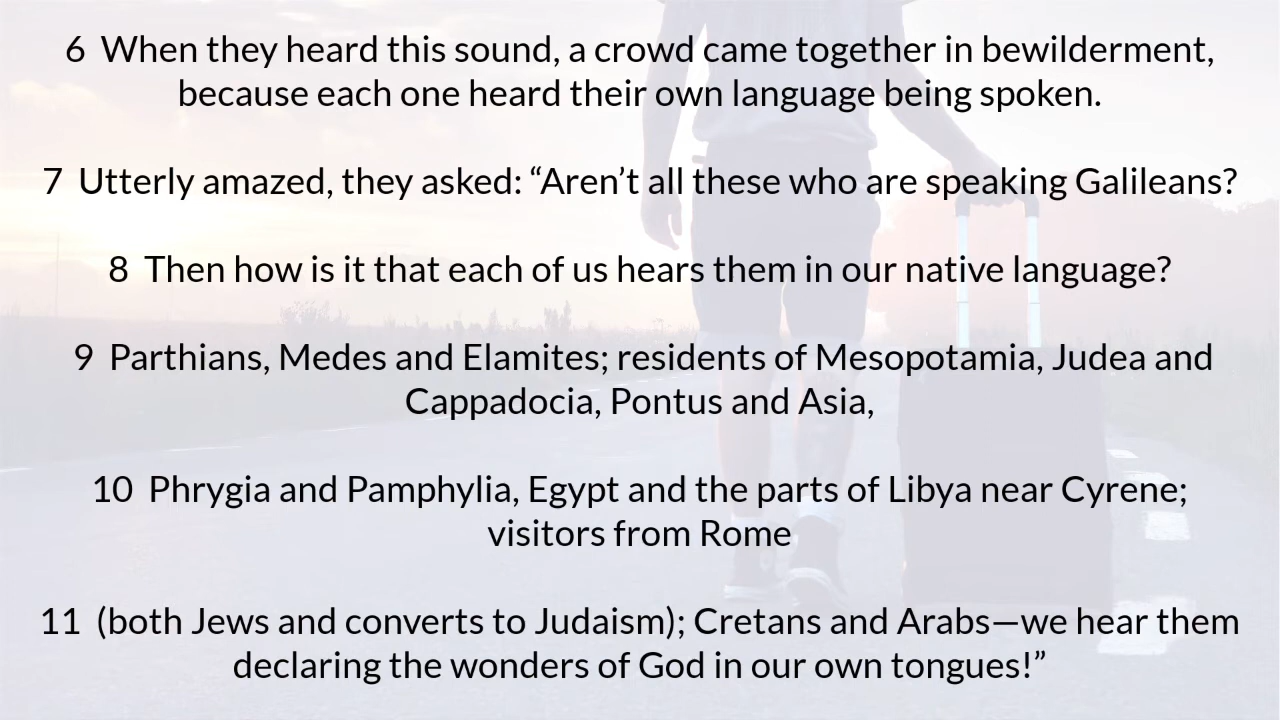 6  When they heard this sound, a crowd came together in bewilderment,
because each one heard their own language being spoken.
7  Utterly amazed, they asked: “Aren’t all these who are speaking Galileans?
8  Then how is it that each of us hears them in our native language?
9  Parthians, Medes and Elamites; residents of Mesopotamia, Judea and
Cappadocia, Pontus and Asia,
10  Phrygia and Pamphylia, Egypt and the parts of Libya near Cyrene;
visitors from Rome
11  (both Jews and converts to Judaism); Cretans and Arabs—we hear them
declaring the wonders of God in our own tongues!”